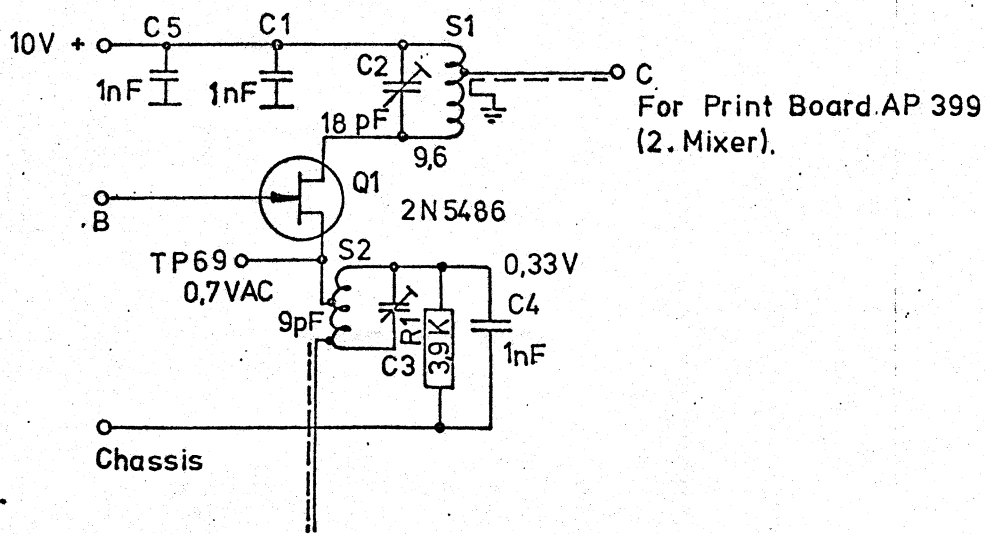 10V +
C5
C1
S1
C2
1nF
1nF
C
For Print Board.AP 399
(2. Mixer).
18 pF
9,6
Q1
2N5486
.B
TP69
0,7VAC
S2
0,33V
9pF
C3
R1
3,9K
C4
1nF
Chassis